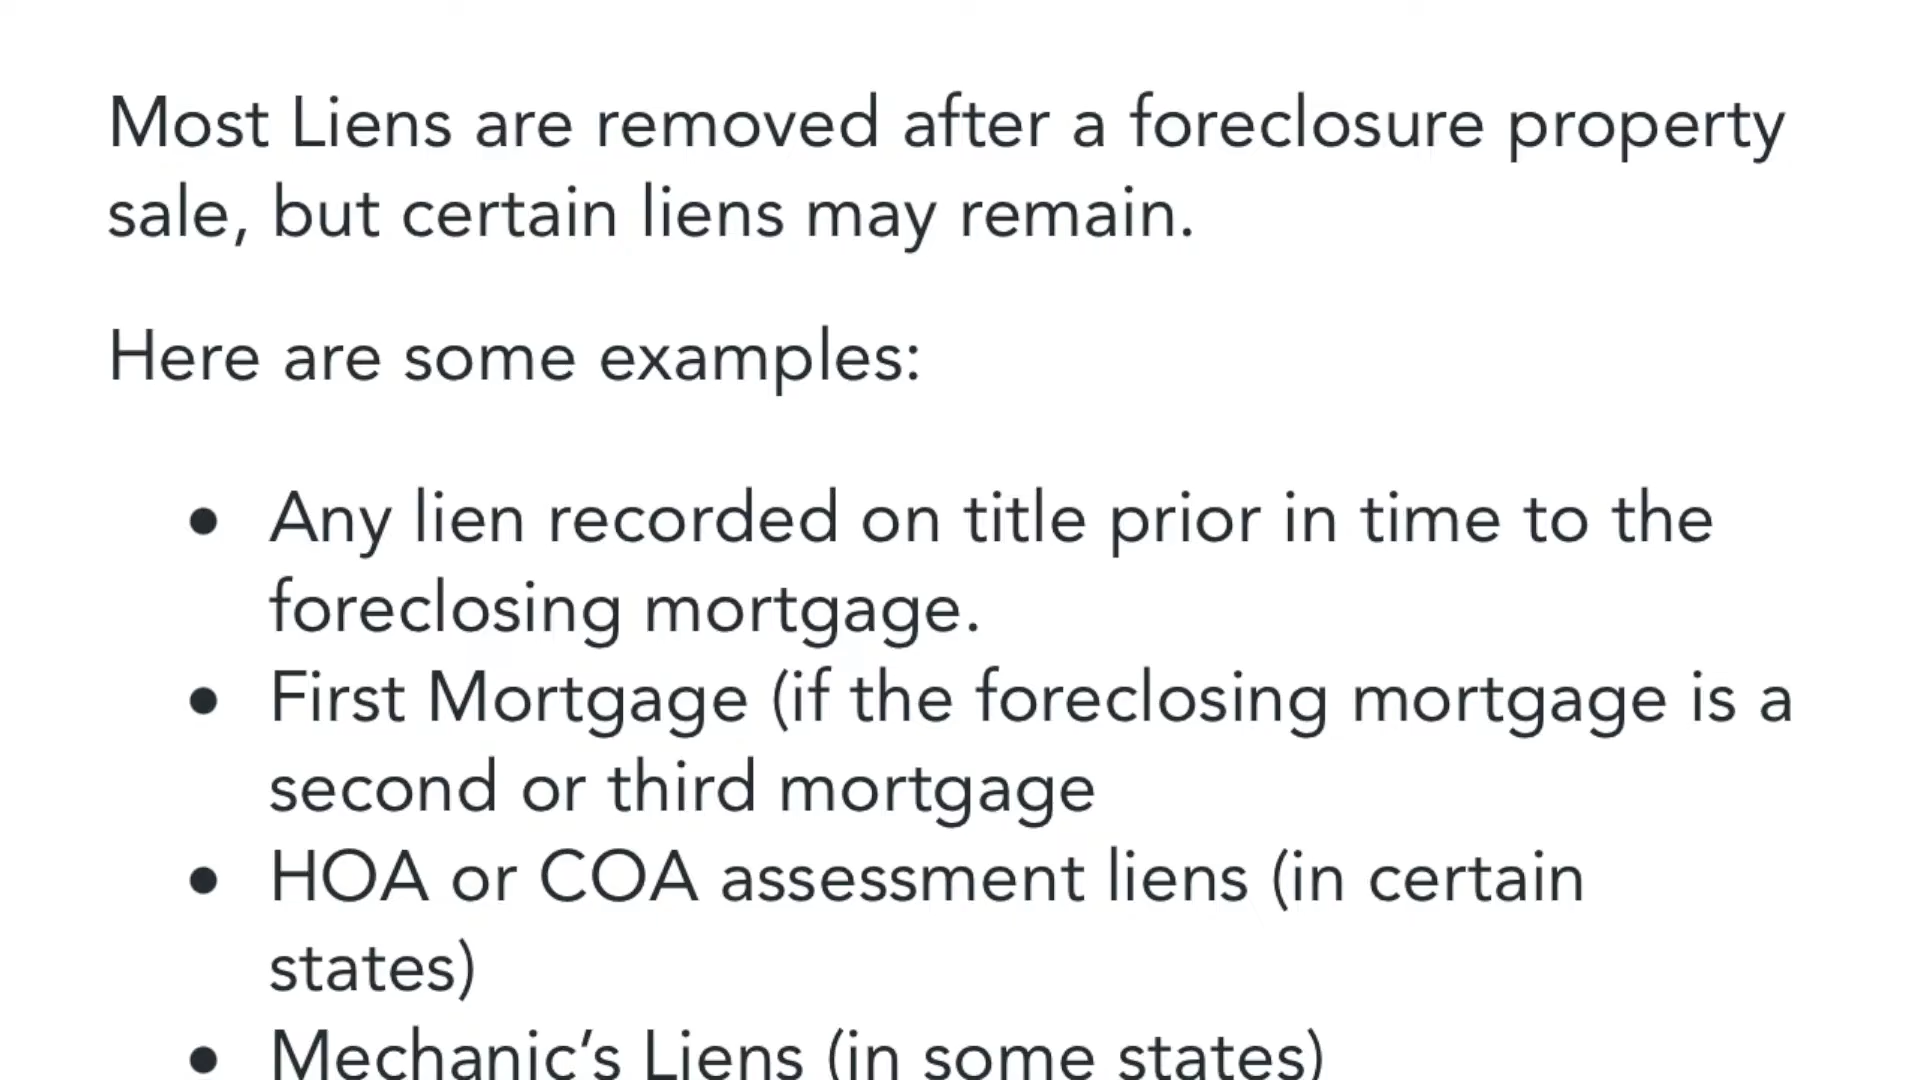 Most Liens are removed after a foreclosure property
sale, but certain liens may remain.
Here are some examples:
• Any lien recorded on title prior in time to the
foreclosing mortgage.
• First Mortgage (if the foreclosing mortgage is a
second or third mortgage
• HOA or COA assessment liens (in certain
states)
• Mechanic’s Liens (in some states)